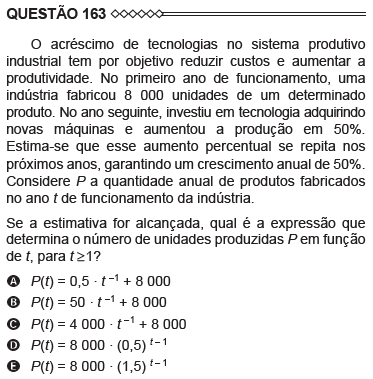 QUESTÃO 163
O acréscimo de tecnologias no sistema produtivo
industrial tem por objetivo reduzir custos e aumentar a
produtividade. No primeiro ano de funcionamento, uma
indústria fabricou 8 000 unidades de um determinado
produto. No ano seguinte, investiu em tecnologia adquirindo
novas máquinas e aumentou a produção em 50%.
Estima-se que esse aumento percentual se repita nos
próximos anos, garantindo um crescimento anual de 50%.
Considere P a quantidade anual de produtos fabricados
no ano t de funcionamento da indústria.
Se a estimativa for alcançada, qual é a expressão que
determina o número de unidades produzidas P em função
de t, para t ≥ 1?
A P(t) = 0,5 · t⁻¹ + 8 000
B P(t) = 50 · t⁻¹ + 8 000
C P(t) = 4 000 · t⁻¹ + 8 000
D P(t) = 8 000 · (0,5)ᵗ⁻¹
E P(t) = 8 000 · (1,5)ᵗ⁻¹